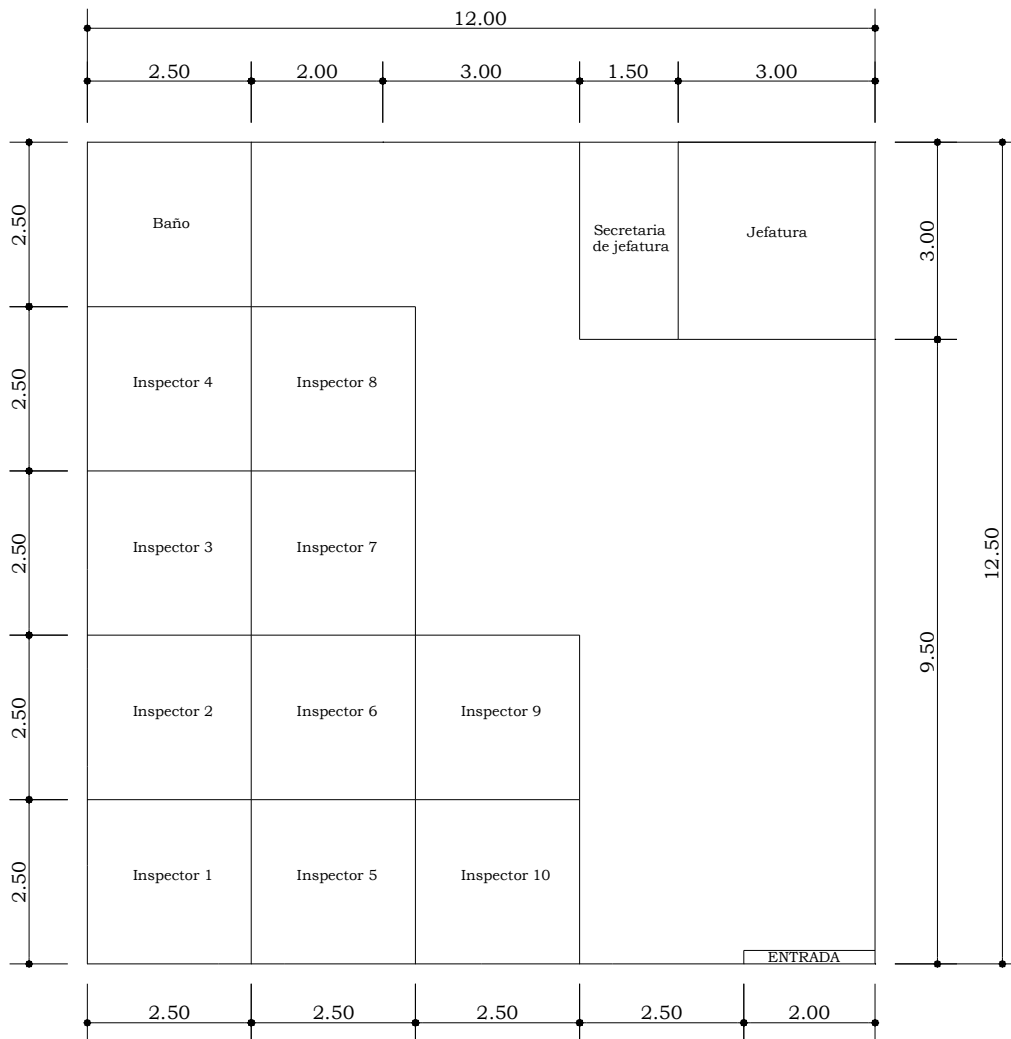 12.00
2.50 2.00 3.00 1.50 3.00
2.50
Baño
Secretaria
de jefatura
Jefatura
3.00
2.50
Inspector 4
Inspector 8
2.50
Inspector 3
Inspector 7
12.50
9.50
2.50
Inspector 2
Inspector 6
Inspector 9
2.50
Inspector 1
Inspector 5
Inspector 10
ENTRADA
2.50 2.50 2.50 2.50 2.00